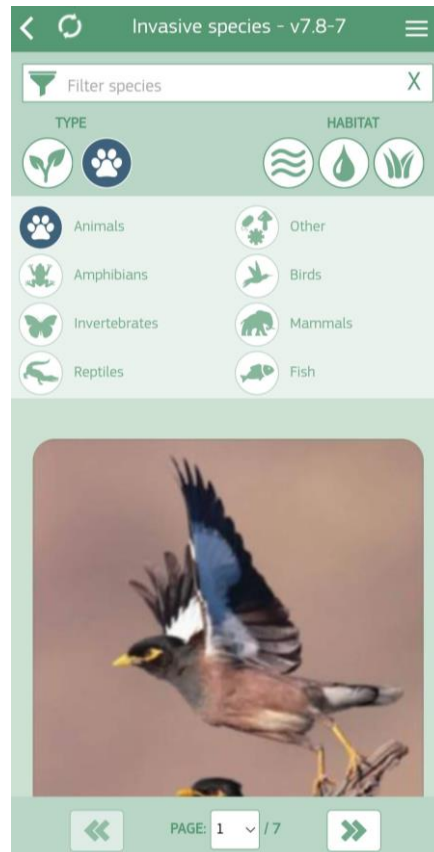 Invasive species - v7.8-7
Filter species X
TYPE HABITAT
Animals Other
Amphibians Birds
Invertebrates Mammals
Reptiles Fish
PAGE: 1 / 7